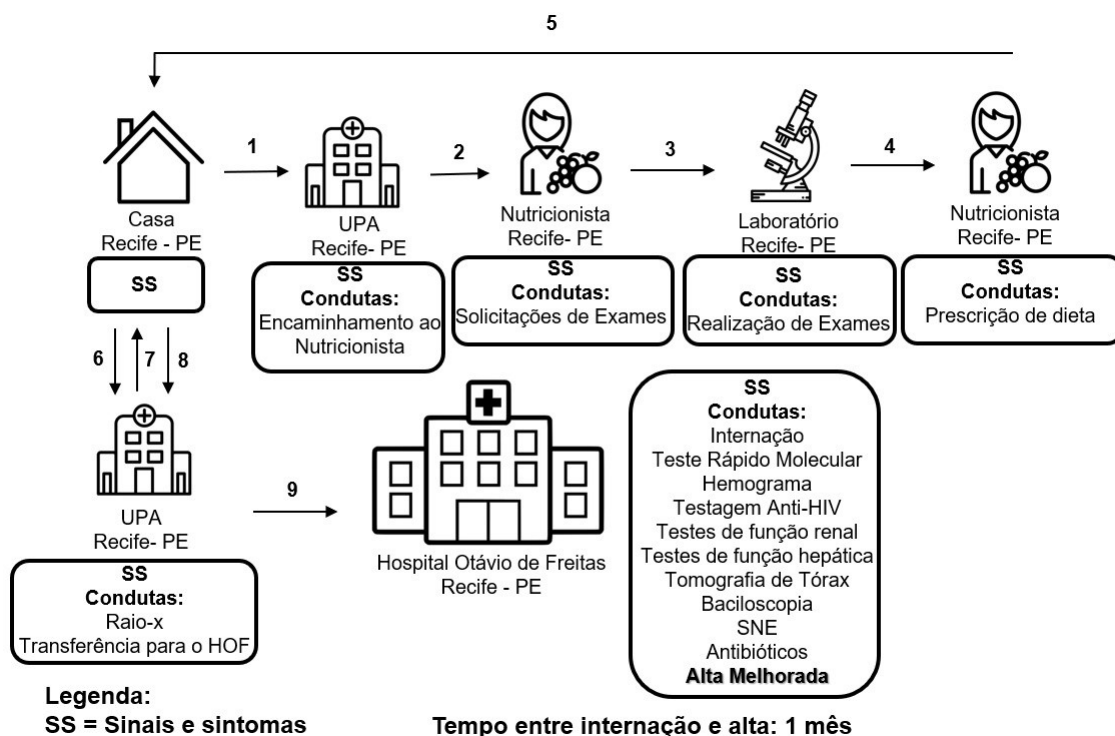 5
1
2
3
4
Casa
Recife - PE
SS
UPA
Recife- PE
SS
Condutas:
Encaminhamento ao
Nutricionista
Nutricionista
Recife- PE
SS
Condutas:
Solicitações de Exames
Laboratório
Recife- PE
SS
Condutas:
Realização de Exames
Nutricionista
Recife- PE
SS
Condutas:
Prescrição de dieta
6
7
8
UPA
Recife- PE
SS
Condutas:
Raio-x
Transferência para o HOF
9
Hospital Otávio de Freitas
Recife - PE
SS
Condutas:
Internação
Teste Rápido Molecular
Hemograma
Testagem Anti-HIV
Testes de função renal
Testes de função hepática
Tomografia de Tórax
Baciloscopia
SNE
Antibióticos
Alta Melhorada
Legenda:
SS = Sinais e sintomas
Tempo entre internação e alta: 1 mês